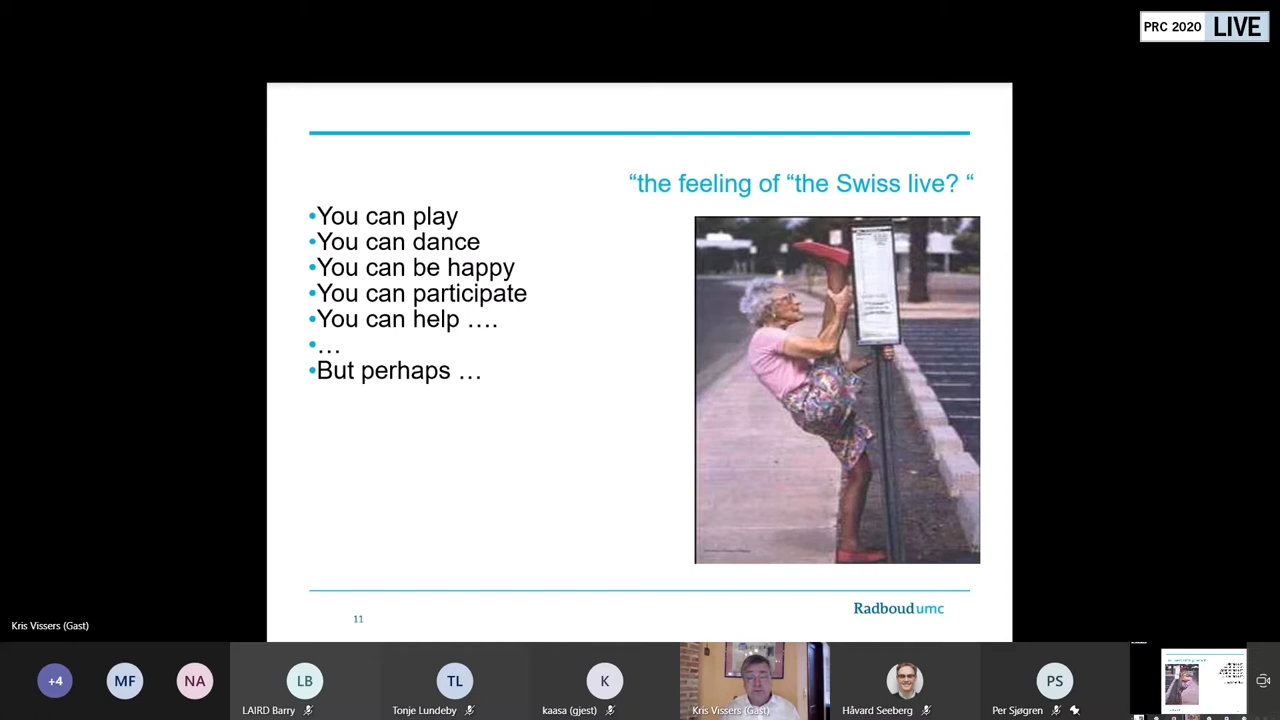 PRC 2020 LIVE
“the feeling of “the Swiss live? “
•You can play
•You can dance
•You can be happy
•You can participate
•You can help ….
•…
•But perhaps …
11
Radboudumc
Kris Vissers (Gast)
+4
MF
NA
LB
LAIRD Barry
TL
Tonje Lundeby
K
kaasa (gjest)
Kris Vissers (Gast)
Håvard Seeberg
PS
Per Sjøgren